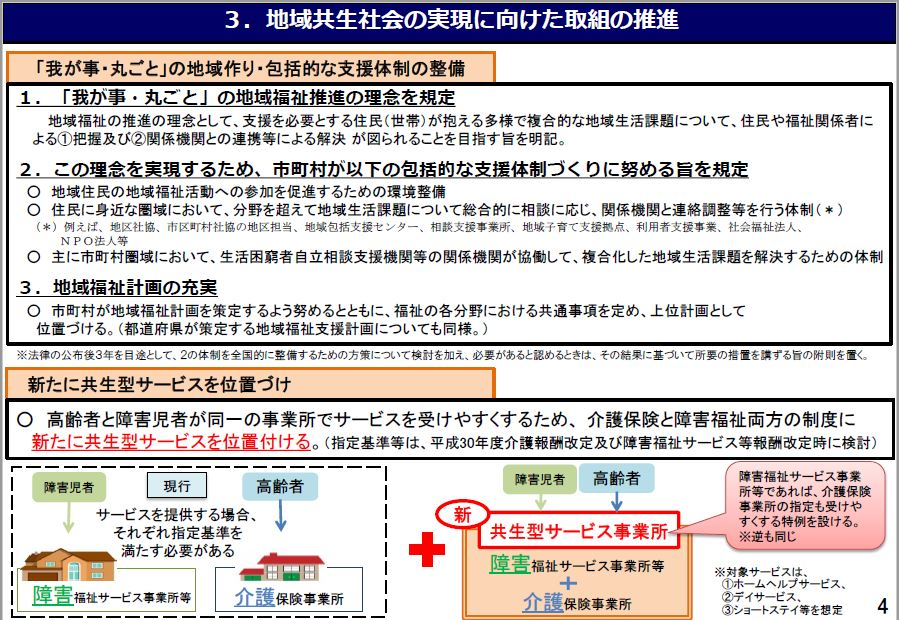 ３．地域共生社会の実現に向けた取組の推進
「我が事・丸ごと」の地域作り・包括的な支援体制の整備
１．「我が事・丸ごと」の地域福祉推進の理念を規定
地域福祉の推進の理念として、支援を必要とする住民（世帯）が抱える多様で複合的な地域生活課題について、住民や福祉関係者に
よる①把握及び②関係機関との連携等による解決 が図られることを目指す旨を明記。
２．この理念を実現するため、市町村が以下の包括的な支援体制づくりに努める旨を規定
○ 地域住民の地域福祉活動への参加を促進するための環境整備
○ 住民に身近な圏域において、分野を超えて地域生活課題について総合的に相談に応じ、関係機関と連絡調整等を行う体制（＊）
（＊）例えば、地区社協、市区町村社協の地区担当、地域包括支援センター、相談支援事業所、地域子育て支援拠点、利用者支援事業、社会福祉法人、
ＮＰＯ法人等
○ 主に市町村圏域において、生活困窮者自立相談支援機関等の関係機関が協働して、複合化した地域生活課題を解決するための体制
３．地域福祉計画の充実
○ 市町村が地域福祉計画を策定するよう努めるとともに、福祉の各分野における共通事項を定め、上位計画として
位置づける。（都道府県が策定する地域福祉支援計画についても同様。）
※法律の公布後３年を目途として、２の体制を全国的に整備するための方策について検討を加え、必要があると認めるときは、その結果に基づいて所要の措置を講ずる旨の附則を置く。
新たに共生型サービスを位置づけ
○ 高齢者と障害児者が同一の事業所でサービスを受けやすくするため、介護保険と障害福祉両方の制度に
新たに共生型サービスを位置付ける。（指定基準等は、平成30年度介護報酬改定及び障害福祉サービス等報酬改定時に検討）
障害児者
現行
高齢者
サービスを提供する場合、
それぞれ指定基準を
満たす必要がある
障害福祉サービス事業所等
介護保険事業所
障害児者
高齢者
新
共生型サービス事業所
障害福祉サービス事業所等
＋
介護保険事業所
障害福祉サービス事業
所等であれば、介護保険
事業所の指定も受けや
すくする特例を設ける。
※逆も同じ
※対象サービスは、
①ホームヘルプサービス、
②デイサービス、
③ショートステイ等を想定
4